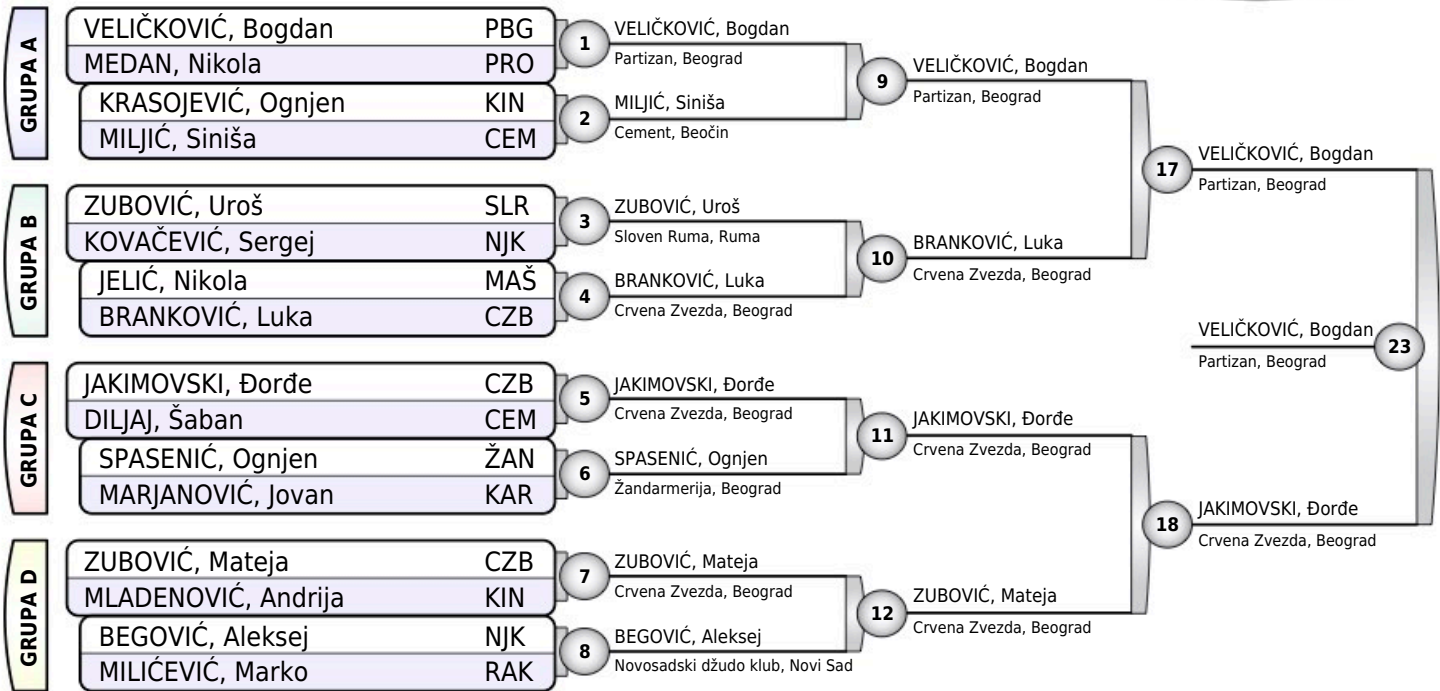 GRUPA A
VELIČKOVIĆ, Bogdan PBG
MEDAN, Nikola PRO
KRASOJEVIĆ, Ognjen KIN
MILJIĆ, Siniša CEM
GRUPA B
ZUBOVIĆ, Uroš SLR
KOVAČEVIĆ, Sergej NJK
JELIĆ, Nikola MAŠ
BRANKOVIĆ, Luka CZB
GRUPA C
JAKIMOVSKI, Đorđe CZB
DILJAJ, Šaban CEM
SPASENIĆ, Ognjen ŽAN
MARJANOVIĆ, Jovan KAR
GRUPA D
ZUBOVIĆ, Mateja CZB
MLADENOVIĆ, Andrija KIN
BEGOVIĆ, Aleksej NJK
MILIĆEVIĆ, Marko RAK
1
VELIČKOVIĆ, Bogdan
Partizan, Beograd
2
MILJIĆ, Siniša
Cement, Beočin
3
ZUBOVIĆ, Uroš
Sloven Ruma, Ruma
4
BRANKOVIĆ, Luka
Crvena Zvezda, Beograd
5
JAKIMOVSKI, Đorđe
Crvena Zvezda, Beograd
6
SPASENIĆ, Ognjen
Žandarmerija, Beograd
7
ZUBOVIĆ, Mateja
Crvena Zvezda, Beograd
8
BEGOVIĆ, Aleksej
Novosadski džudo klub, Novi Sad
9
VELIČKOVIĆ, Bogdan
Partizan, Beograd
10
BRANKOVIĆ, Luka
Crvena Zvezda, Beograd
11
JAKIMOVSKI, Đorđe
Crvena Zvezda, Beograd
12
ZUBOVIĆ, Mateja
Crvena Zvezda, Beograd
17
VELIČKOVIĆ, Bogdan
Partizan, Beograd
18
JAKIMOVSKI, Đorđe
Crvena Zvezda, Beograd
VELIČKOVIĆ, Bogdan
Partizan, Beograd
23